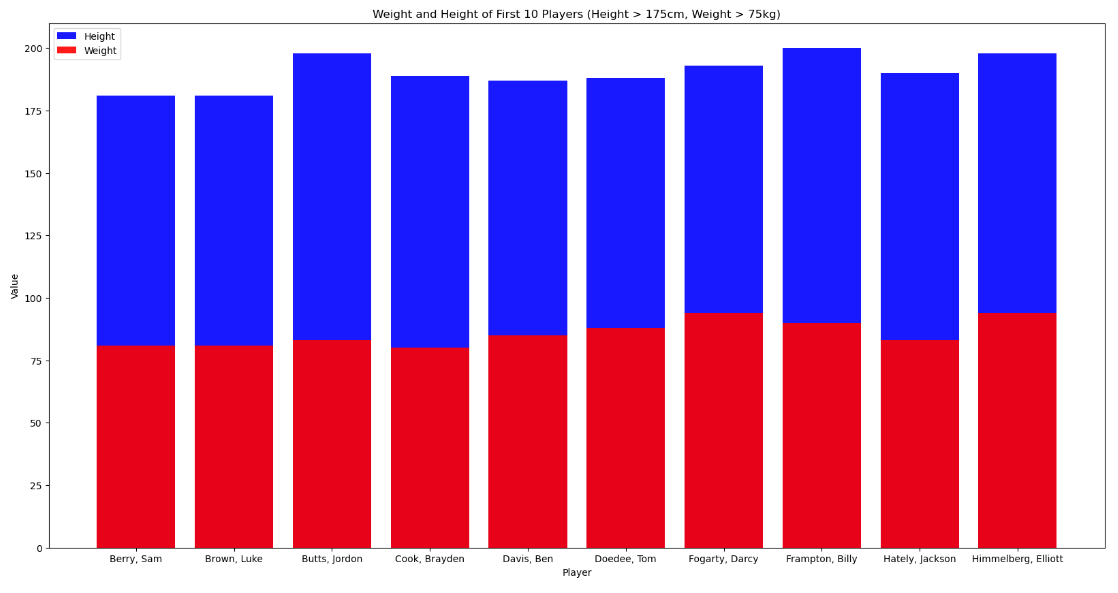 Weight and Height of First 10 Players (Height > 175cm, Weight > 75kg)
Height
Weight
200
175
150
125
100
75
50
25
0
Value
Berry, Sam
Brown, Luke
Butts, Jordon
Cook, Brayden
Davis, Ben
Doedee, Tom
Fogarty, Darcy
Frampton, Billy
Hately, Jackson
Himmelberg, Elliott
Player